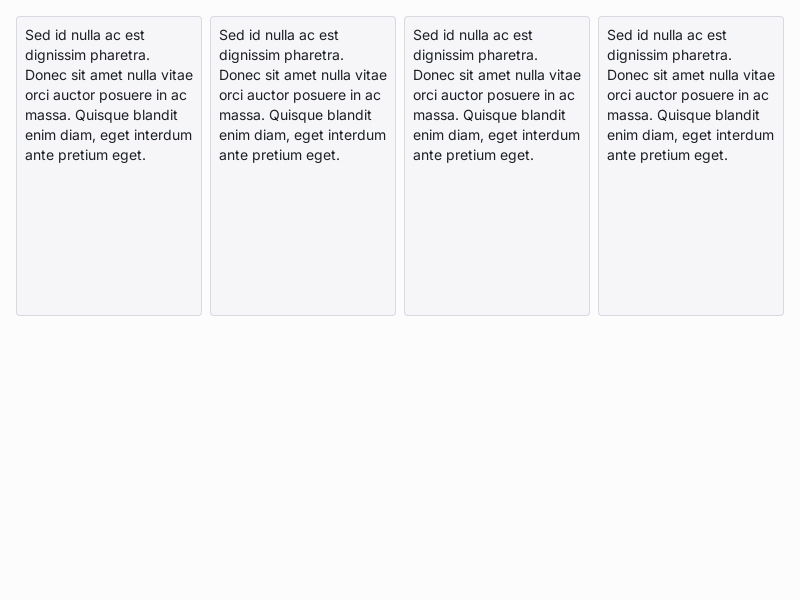 Sed id nulla ac est
dignissim pharetra.
Donec sit amet nulla vitae
orci auctor posuere in ac
massa. Quisque blandit
enim diam, eget interdum
ante pretium eget.
Sed id nulla ac est
dignissim pharetra.
Donec sit amet nulla vitae
orci auctor posuere in ac
massa. Quisque blandit
enim diam, eget interdum
ante pretium eget.
Sed id nulla ac est
dignissim pharetra.
Donec sit amet nulla vitae
orci auctor posuere in ac
massa. Quisque blandit
enim diam, eget interdum
ante pretium eget.
Sed id nulla ac est
dignissim pharetra.
Donec sit amet nulla vitae
orci auctor posuere in ac
massa. Quisque blandit
enim diam, eget interdum
ante pretium eget.